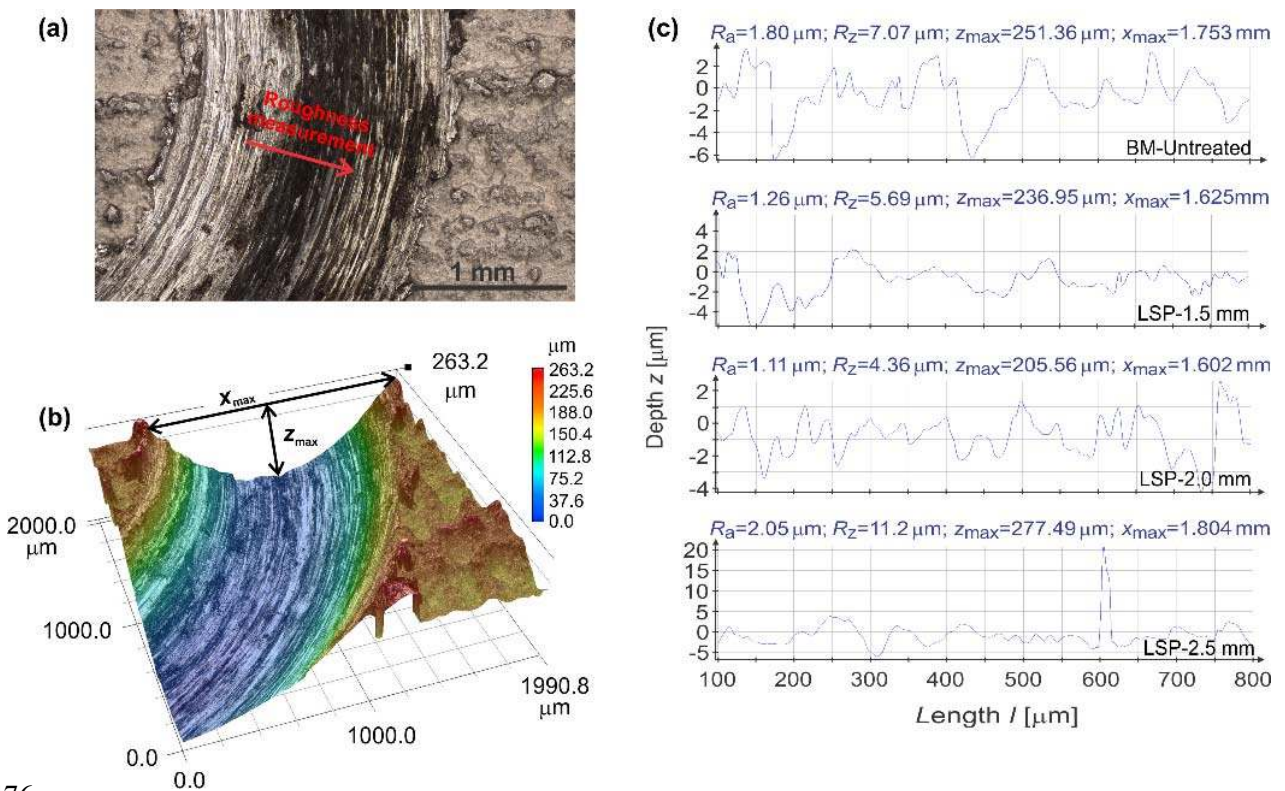 (a)
Roughness
measurement
1 mm
(b)
xmax
zmax
263.2
μm
μm
263.2
225.6
188.0
150.4
112.8
75.2
37.6
0.0
2000.0
μm
1000.0
0.0
0.0
1000.0
1990.8
μm
(c)
Depth z [μm]
Ra=1.80 μm; Rz=7.07 μm; zmax=251.36 μm; xmax=1.753 mm
2
0
-2
-4
-6
BM-Untreated
Ra=1.26 μm; Rz=5.69 μm; zmax=236.95 μm; xmax=1.625mm
4
2
0
-2
-4
LSP-1.5 mm
Ra=1.11 μm; Rz=4.36 μm; zmax=205.56 μm; xmax=1.602 mm
2
0
-2
-4
LSP-2.0 mm
Ra=2.05 μm; Rz=11.2 μm; zmax=277.49 μm; xmax=1.804 mm
20
15
10
5
0
-5
LSP-2.5 mm
100 200 300 400 500 600 700 800
Length l [μm]